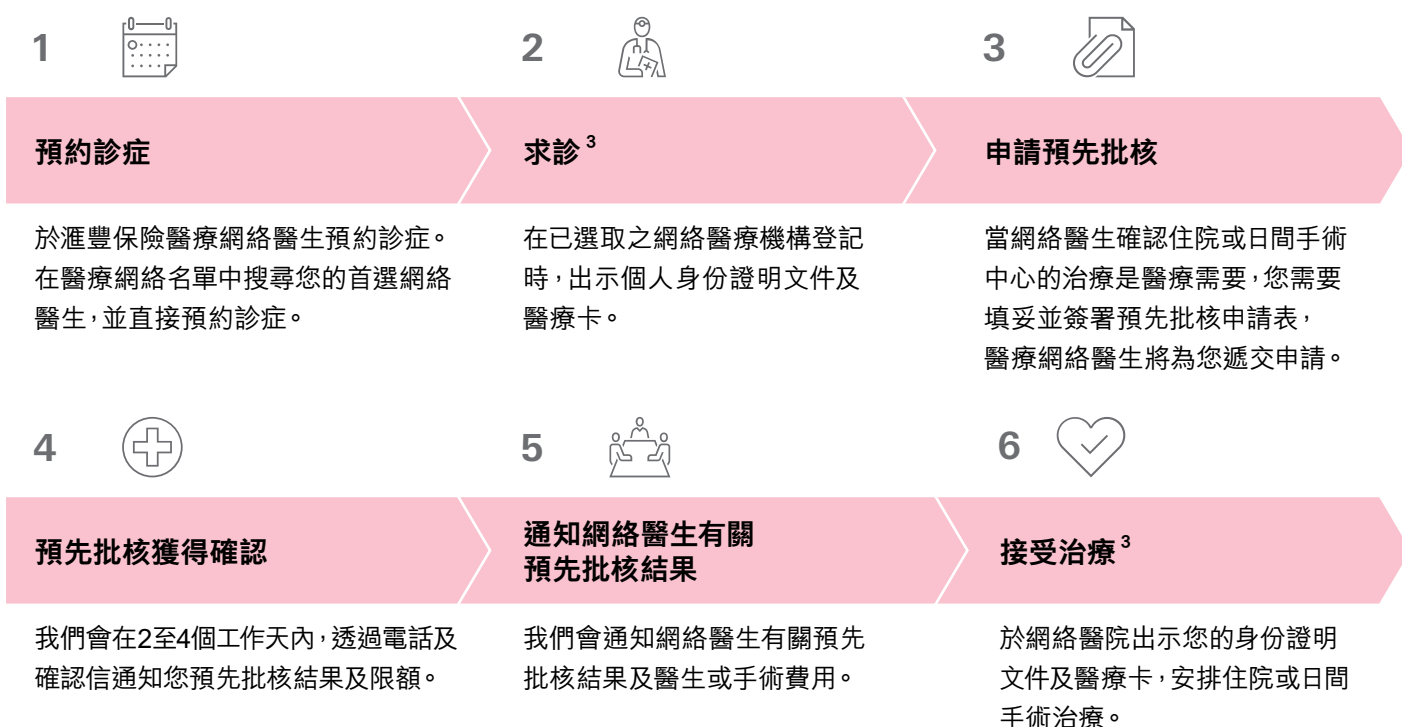 1
2
3
預約診症
求診 3
申請預先批核
於滙豐保險醫療網絡醫生預約診症。
在醫療網絡名單中搜尋您的首選網絡
醫生，並直接預約診症。
在已選取之網絡醫療機構登記
時，出示個人身份證明文件及
醫療卡。
當網絡醫生確認住院或日間手術
中心的治療是醫療需要，您需要
填妥並簽署預先批核申請表，
醫療網絡醫生將為您遞交申請。
4
5
6
預先批核獲得確認
通知網絡醫生有關
預先批核結果
接受治療 3
我們會在2至4個工作天內，透過電話及
確認信通知您預先批核結果及限額。
我們會通知網絡醫生有關預先
批核結果及醫生或手術費用。
於網絡醫院出示您的身份證明
文件及醫療卡，安排住院或日間
手術治療。